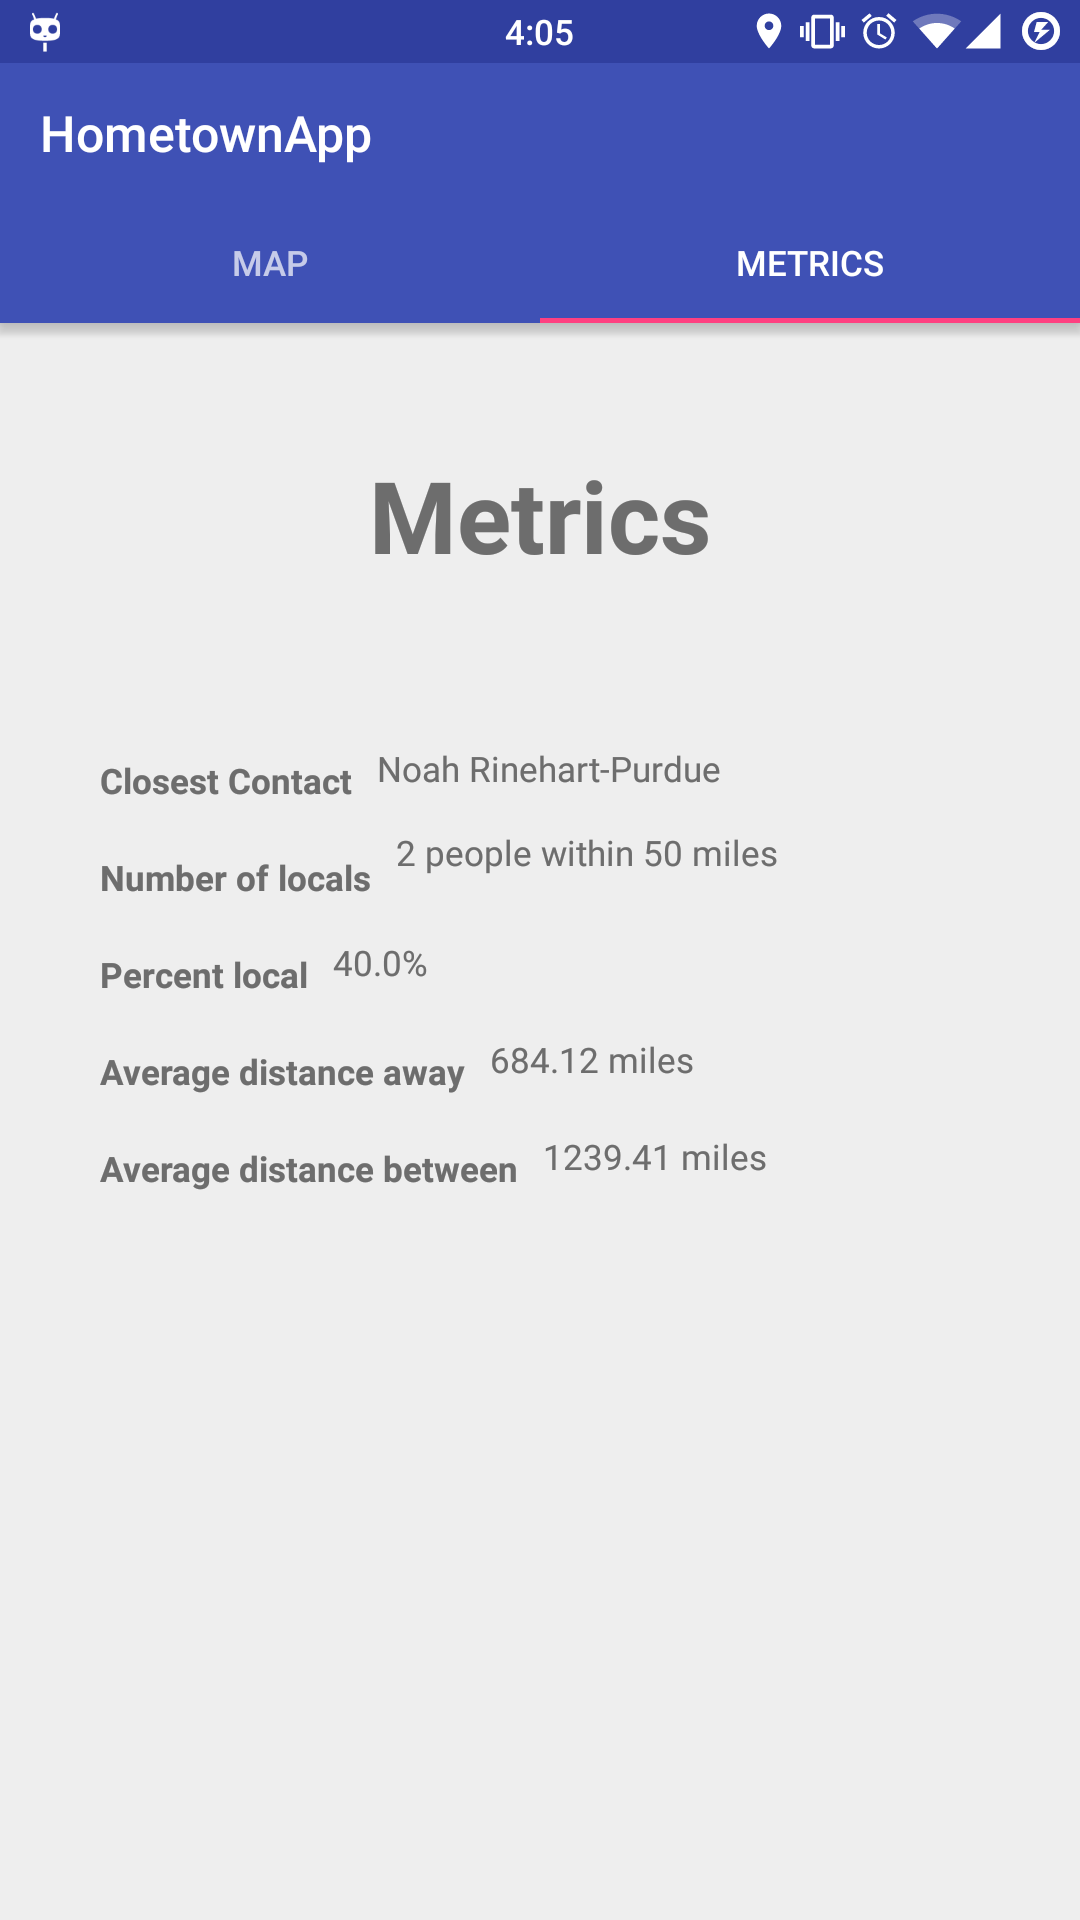 4:05
HometownApp
MAP METRICS
Metrics
Closest Contact Noah Rinehart-Purdue
Number of locals 2 people within 50 miles
Percent local 40.0%
Average distance away 684.12 miles
Average distance between 1239.41 miles